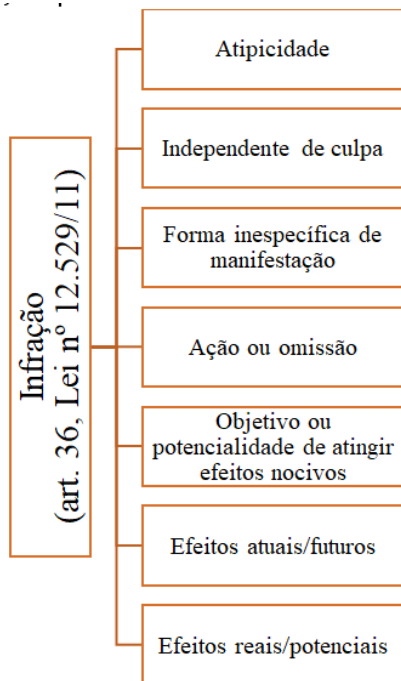 Infração
(art. 36, Lei nº 12.529/11)
Atipicidade
Independente de culpa
Forma inespecífica de
manifestação
Ação ou omissão
Objetivo ou
potencialidade de atingir
efeitos nocivos
Efeitos atuais/futuros
Efeitos reais/potenciais